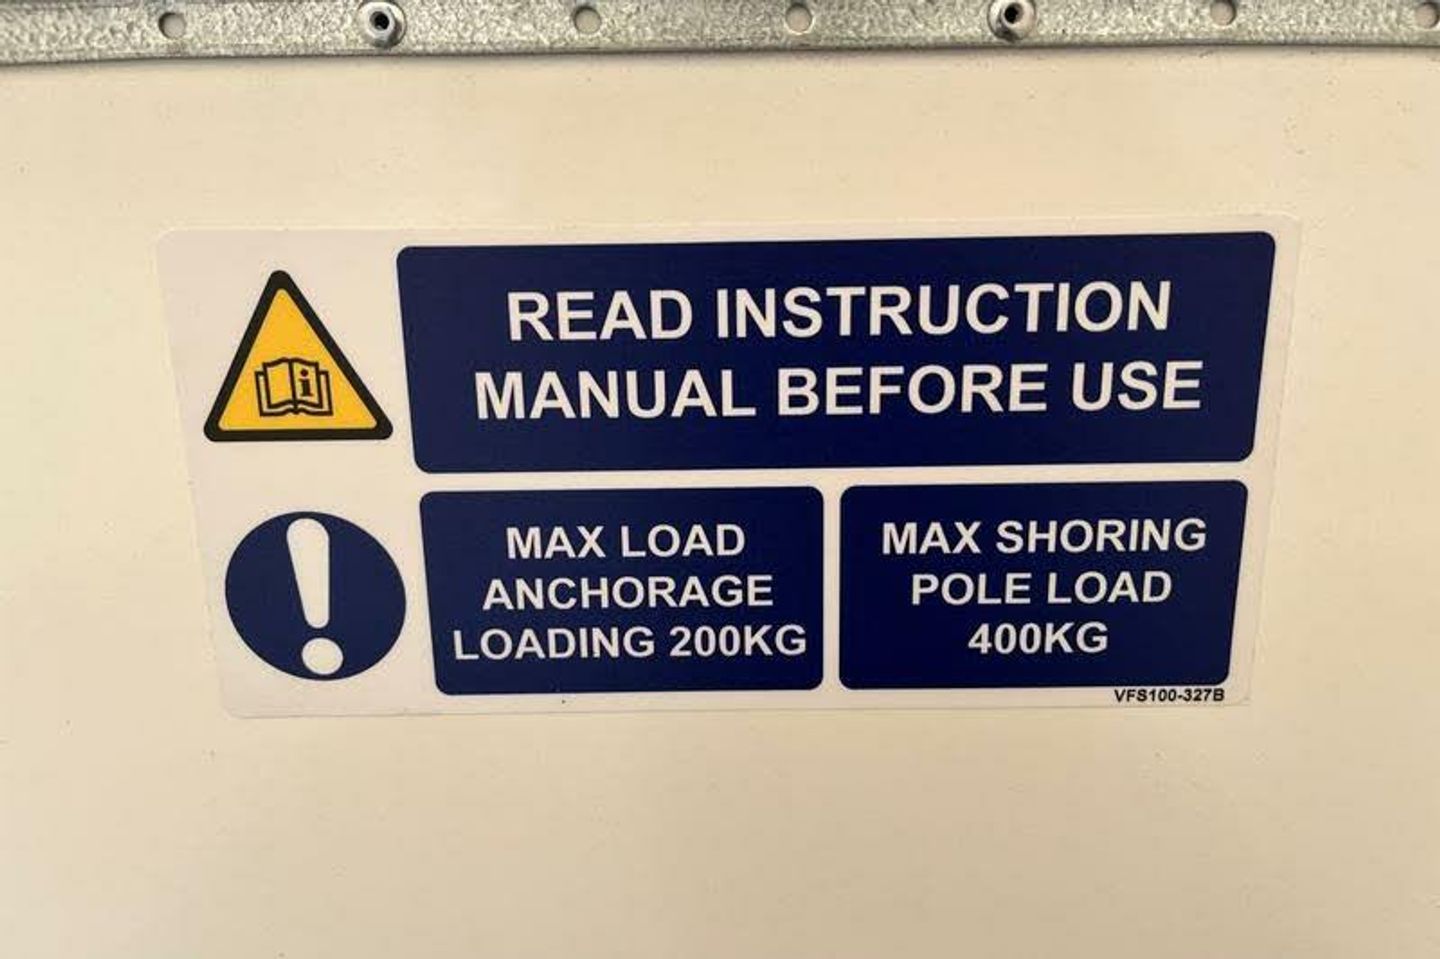 READ INSTRUCTION
MANUAL BEFORE USE
i
MAX LOAD
ANCHORAGE
LOADING 200KG
MAX SHORING
POLE LOAD
400KG
VFS100-327B